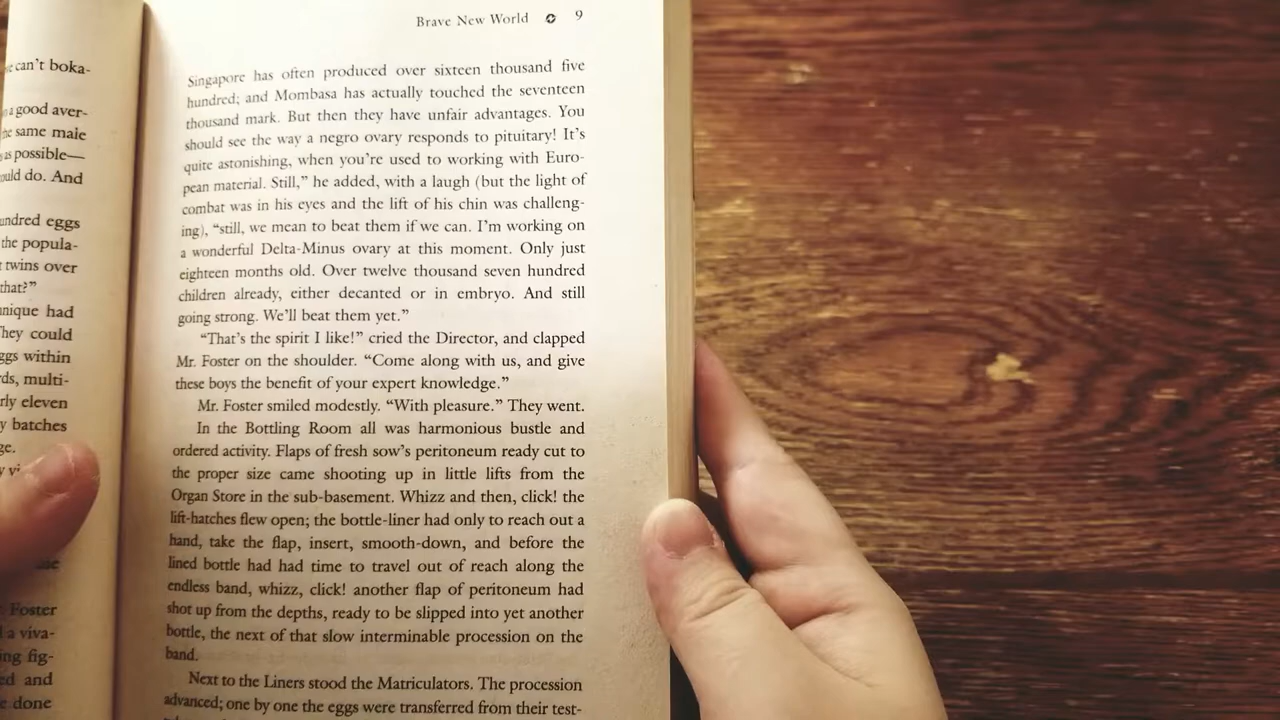 can't boka-
a good aver-
same male
as possible—
ould do. And
undred eggs
the popula-
twins over
that?"
nique had
They could
ggs within
rds, multi-
rly eleven
y batches
ge.
Foster
a viva-
ing fig-
ed and
done
Brave New World 9
Singapore has often produced over sixteen thousand five
hundred; and Mombasa has actually touched the seventeen
thousand mark. But then they have unfair advantages. You
should see the way a negro ovary responds to pituitary! It's
quite astonishing, when you're used to working with Euro-
pean material. Still," he added, with a laugh (but the light of
combat was in his eyes and the lift of his chin was challeng-
ing), "still, we mean to beat them if we can. I'm working on
a wonderful Delta-Minus ovary at this moment. Only just
eighteen months old. Over twelve thousand seven hundred
children already, either decanted or in embryo. And still
going strong. We'll beat them yet."
"That's the spirit I like!" cried the Director, and clapped
Mr. Foster on the shoulder. "Come along with us, and give
these boys the benefit of your expert knowledge."
Mr. Foster smiled modestly. "With pleasure." They went.
In the Bottling Room all was harmonious bustle and
ordered activity. Flaps of fresh sow's peritoneum ready cut to
the proper size came shooting up in little lifts from the
Organ Store in the sub-basement. Whizz and then, click! the
lift-hatches flew open; the bottle-liner had only to reach out a
hand, take the flap, insert, smooth-down, and before the
lined bottle had had time to travel out of reach along the
endless band, whizz, click! another flap of peritoneum had
shot up from the depths, ready to be slipped into yet another
bottle, the next of that slow interminable procession on the
band.
Next to the Liners stood the Matriculators. The procession
advanced; one by one the eggs were transferred from their test-